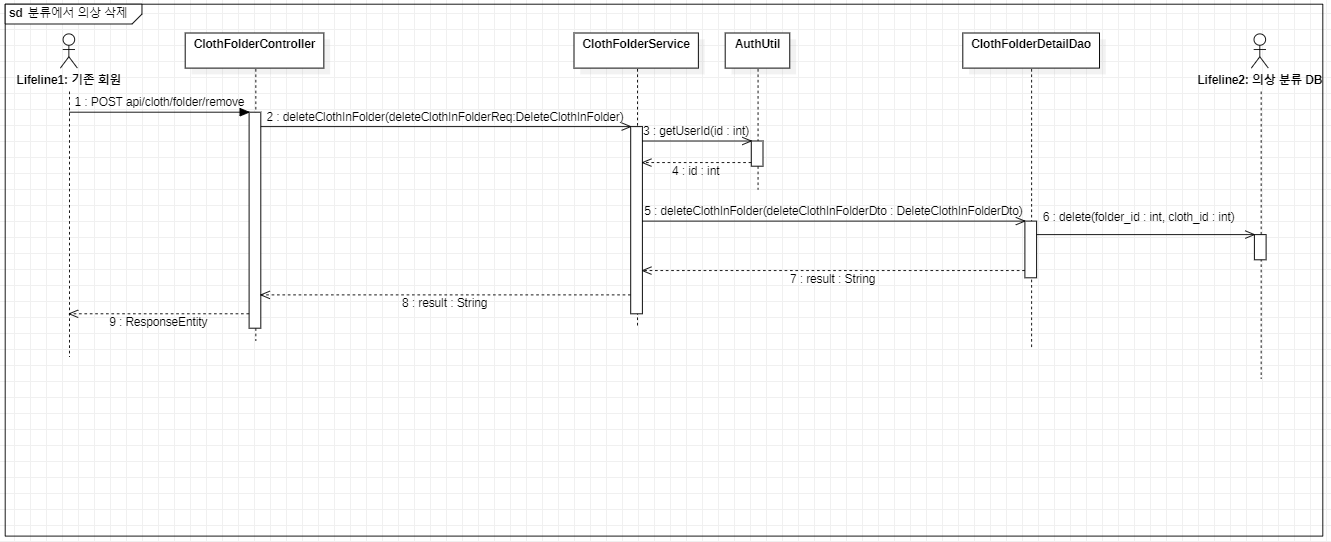 sd 분류에서 의상 삭제
Lifeline1: 기존 회원
ClothFolderController
ClothFolderService
AuthUtil
ClothFolderDetailDao
Lifeline2: 의상 분류 DB
1 : POST api/cloth/folder/remove
2 : deleteClothInFolder(deleteClothInFolderReq:DeleteClothInFolder)
3 : getUserId(id : int)
4 : id : int
5 : deleteClothInFolder(deleteClothInFolderDto : DeleteClothInFolderDto)
6 : delete(folder_id : int, cloth_id : int)
7 : result : String
8 : result : String
9 : ResponseEntity